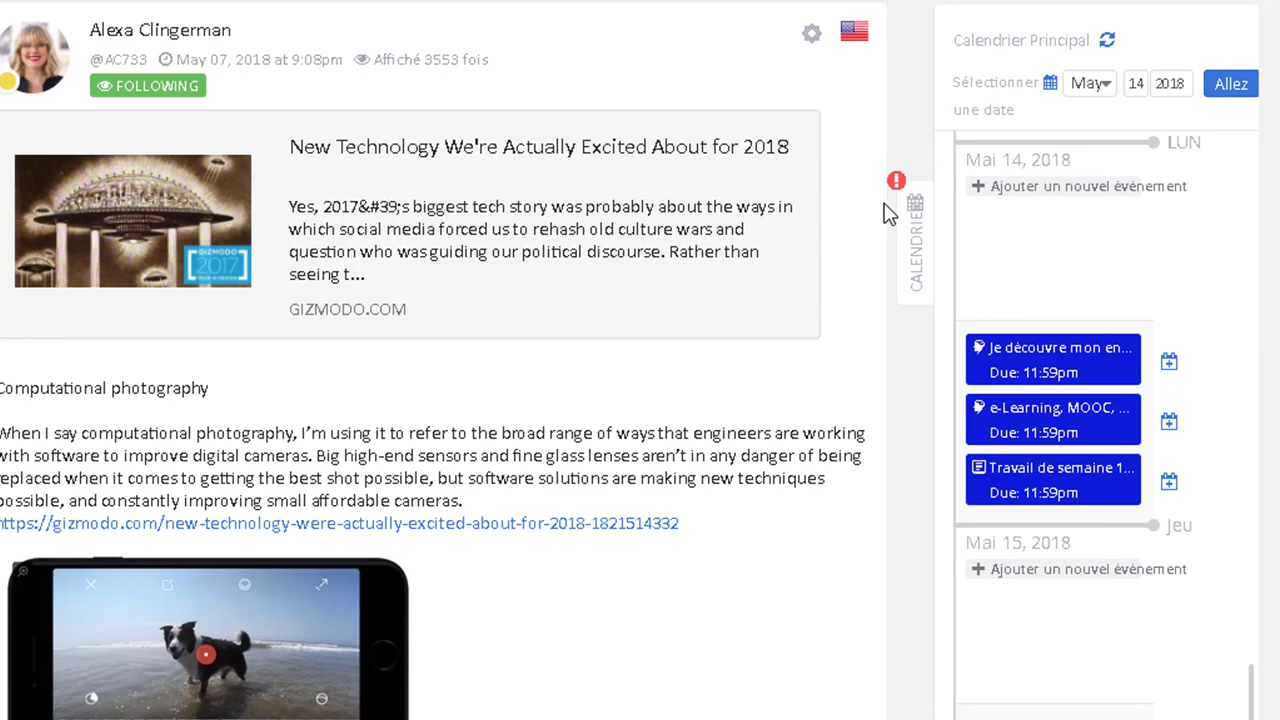 Alexa Clingerman
@AC733 May 07, 2018 at 9:08pm Affiché 3553 fois
FOLLOWING
New Technology We're Actually Excited About for 2018
Yes, 2017&#39;s biggest tech story was probably about the ways in
which social media forced us to rehash old culture wars and
question who was guiding our political discourse. Rather than
seeing t...
GIZMODO.COM
GIZMODO
2017
Computational photography
When I say computational photography, I'm using it to refer to the broad range of ways that engineers are working
with software to improve digital cameras. Big high-end sensors and fine glass lenses aren't in any danger of being
replaced when it comes to getting the best shot possible, but software solutions are making new techniques
possible, and constantly improving small affordable cameras.
https://gizmodo.com/new-technology-were-actually-excited-about-for-2018-1821514332
CALENDRIE
Calendrier Principal
Sélectionner May 14 2018 Allez
une date
LUN
Mai 14, 2018
+ Ajouter un nouvel évènement
Je découvre mon en...
Due: 11:59pm
e-Learning, MOOC, ...
Due: 11:59pm
Travail de semaine 1...
Due: 11:59pm
Jeu
Mai 15, 2018
+ Ajouter un nouvel évènement